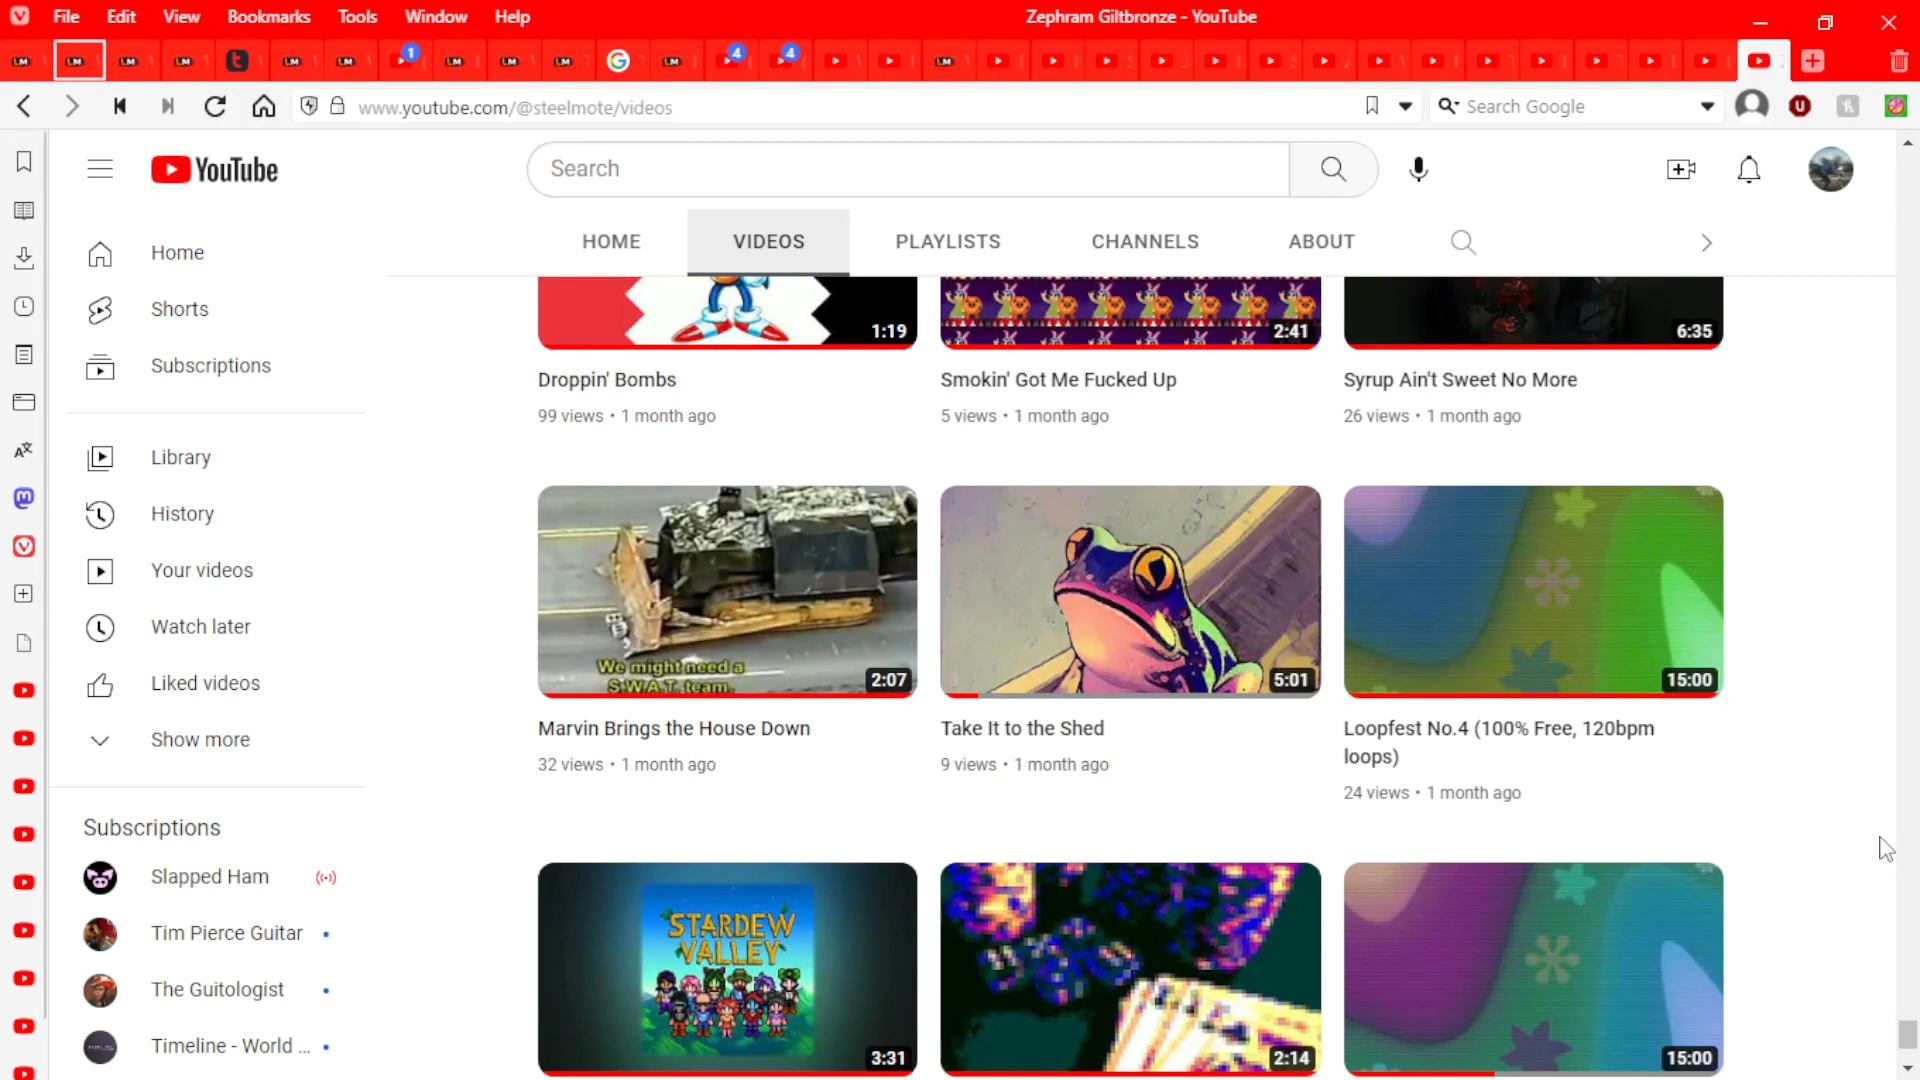 File Edit View Bookmarks Tools Window Help
Zephram Giltbronze - YouTube
1
4
4
www.youtube.com/@steelmote/videos
Search Google
YouTube
Search
HOME VIDEOS PLAYLISTS CHANNELS ABOUT
Home
Shorts
Subscriptions
Library
History
Your videos
Watch later
Liked videos
Show more
Subscriptions
Slapped Ham
Tim Pierce Guitar
The Guitologist
Timeline - World ...
1:19
Droppin' Bombs
99 views • 1 month ago
2:41
Smokin' Got Me Fucked Up
5 views • 1 month ago
6:35
Syrup Ain't Sweet No More
26 views • 1 month ago
We might need a
S.W.A.T. team.
2:07
Marvin Brings the House Down
32 views • 1 month ago
5:01
Take It to the Shed
9 views • 1 month ago
15:00
Loopfest No.4 (100% Free, 120bpm
loops)
24 views • 1 month ago
STARDEW
VALLEY
3:31
2:14
15:00